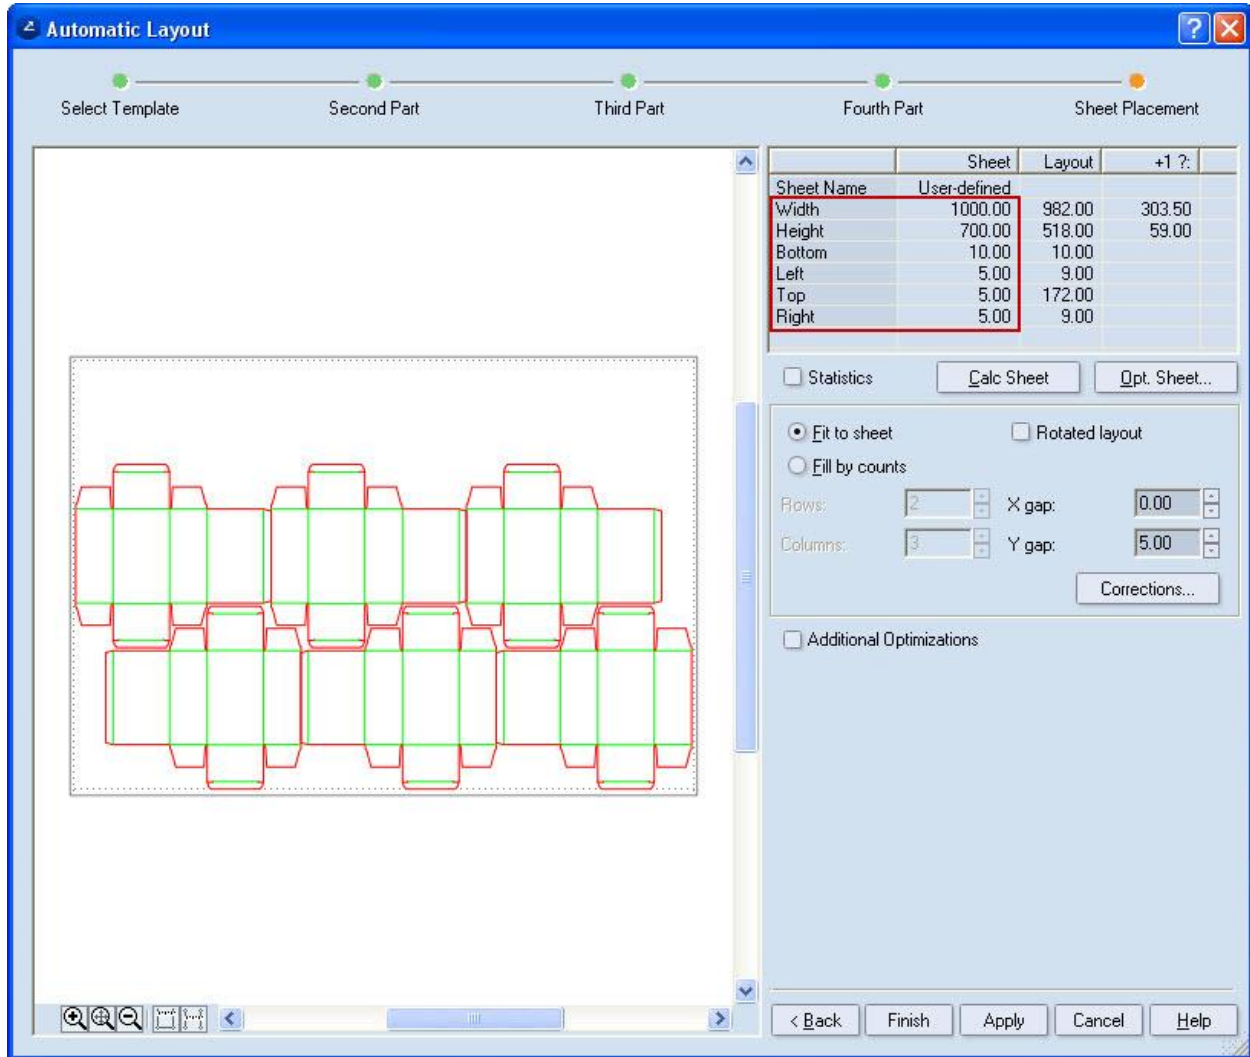 Automatic Layout
Select Template
Second Part
Third Part
Fourth Part
Sheet Placement
Sheet Layout +1 ?:
Sheet Name User-defined
Width 1000.00 982.00 303.50
Height 700.00 518.00 59.00
Bottom 10.00 10.00
Left 5.00 9.00
Top 5.00 172.00
Right 5.00 9.00
Statistics Calc Sheet Opt. Sheet...
Fit to sheet Rotated layout
Fill by counts
Rows: 2 X gap: 0.00
Columns: 3 Y gap: 5.00
Corrections...
Additional Optimizations
< Back Finish Apply Cancel Help